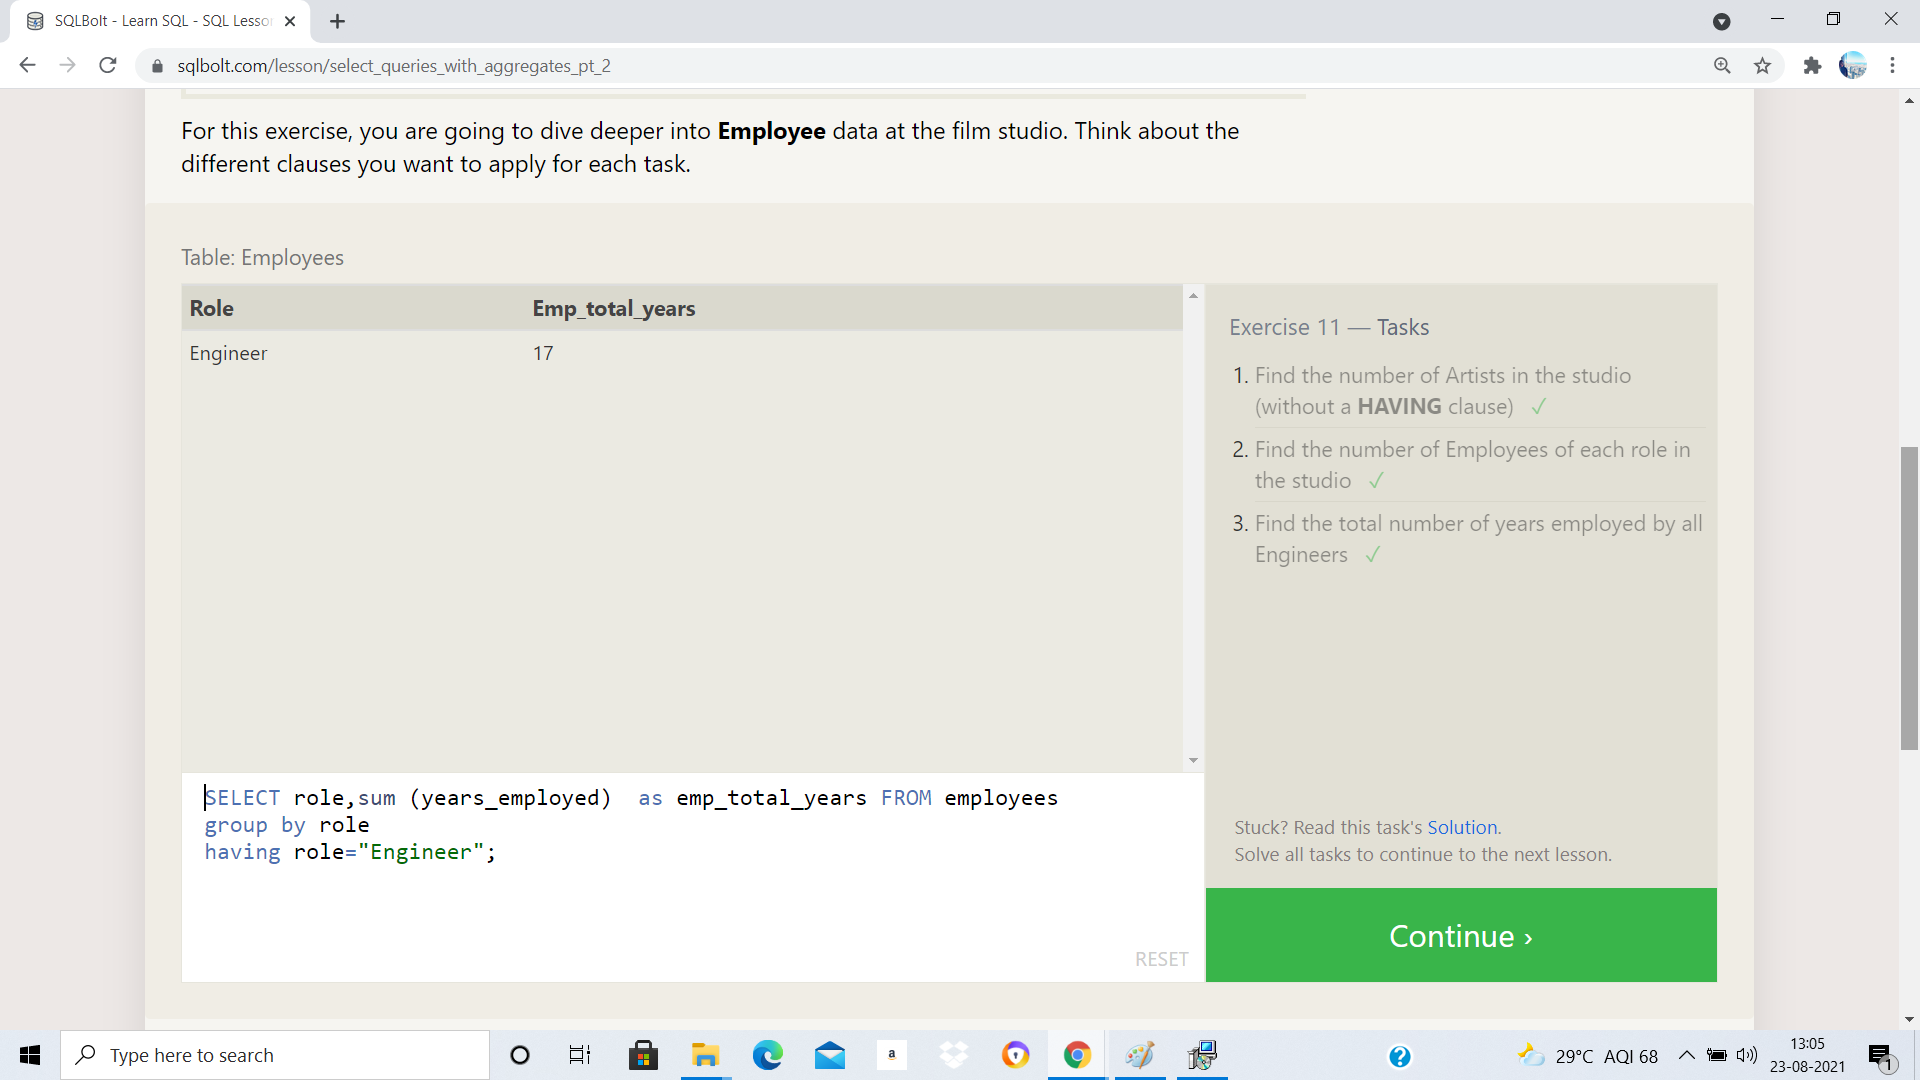 SQLBolt - Learn SQL - SQL Lesso
sqlbolt.com/lesson/select_queries_with_aggregates_pt_2
For this exercise, you are going to dive deeper into Employee data at the film studio. Think about the
different clauses you want to apply for each task.
Table: Employees
Role Emp_total_years
Engineer 17
Exercise 11 — Tasks
1. Find the number of Artists in the studio
(without a HAVING clause) ✓
2. Find the number of Employees of each role in
the studio ✓
3. Find the total number of years employed by all
Engineers ✓
SELECT role,sum (years_employed)  as emp_total_years FROM employees
group by role
having role="Engineer";
RESET
Stuck? Read this task's Solution.
Solve all tasks to continue to the next lesson.
Continue ›
Type here to search
a
29°C AQI 68
13:05
23-08-2021
1